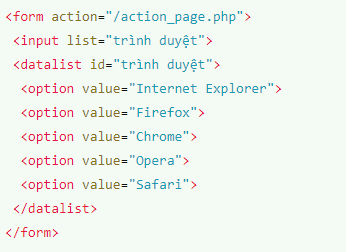 <form action="/action_page.php">
 <input list="trình duyệt">
 <datalist id="trình duyệt">
  <option value="Internet Explorer">
  <option value="Firefox">
  <option value="Chrome">
  <option value="Opera">
  <option value="Safari">
 </datalist>
</form>